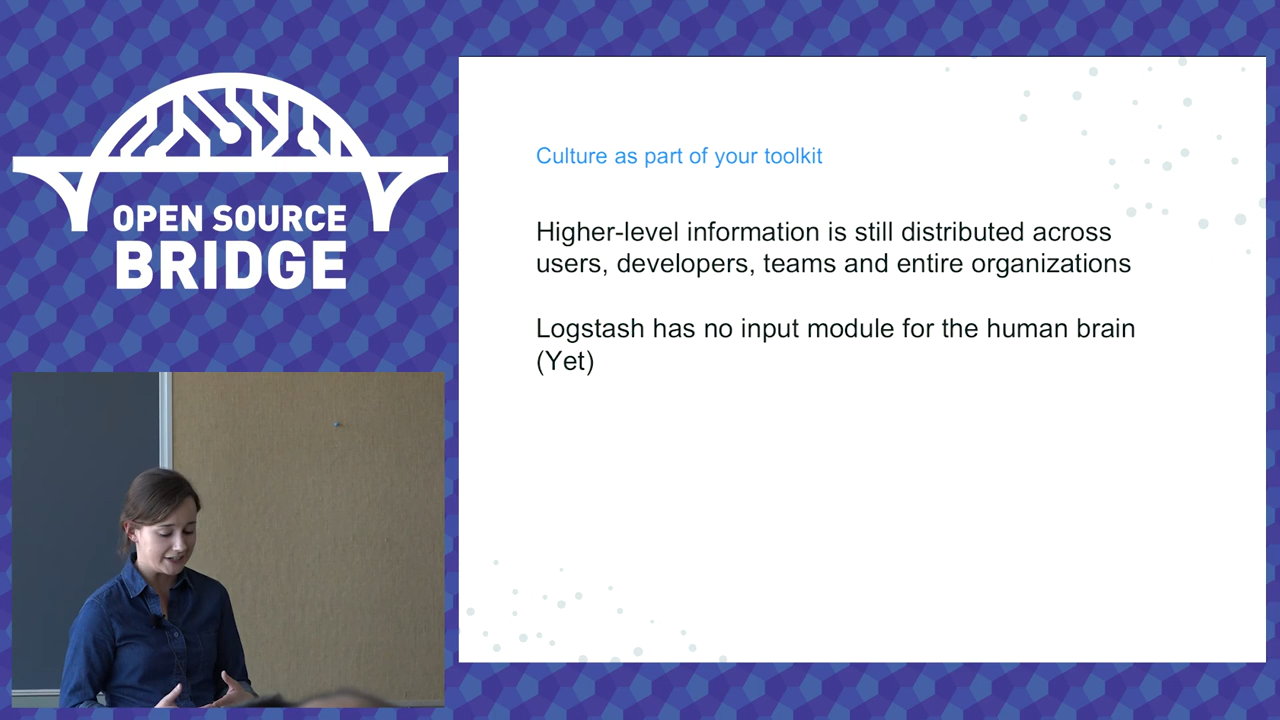 OPEN SOURCE
BRIDGE
Culture as part of your toolkit
Higher-level information is still distributed across
users, developers, teams and entire organizations
Logstash has no input module for the human brain
(Yet)